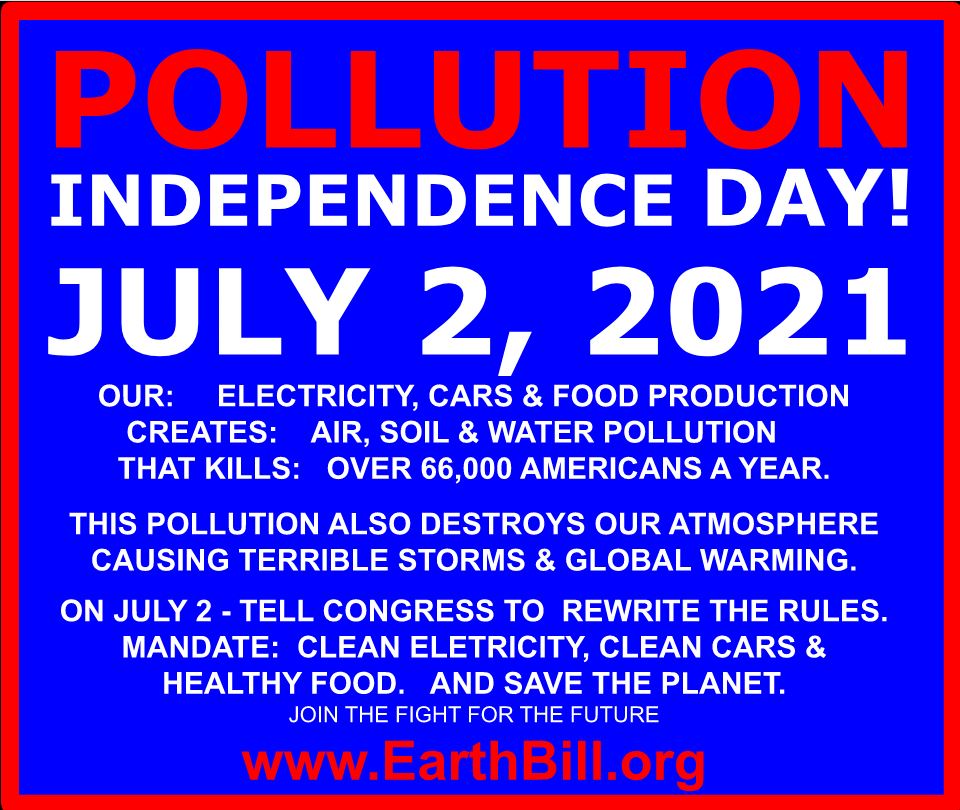 POLLUTION
INDEPENDENCE DAY!
JULY 2, 2021
OUR: ELECTRICITY, CARS & FOOD PRODUCTION
CREATES: AIR, SOIL & WATER POLLUTION
THAT KILLS: OVER 66,000 AMERICANS A YEAR.
THIS POLLUTION ALSO DESTROYS OUR ATMOSPHERE
CAUSING TERRIBLE STORMS & GLOBAL WARMING.
ON JULY 2 - TELL CONGRESS TO REWRITE THE RULES.
MANDATE: CLEAN ELETRICITY, CLEAN CARS &
HEALTHY FOOD. AND SAVE THE PLANET.
JOIN THE FIGHT FOR THE FUTURE
www.EarthBill.org